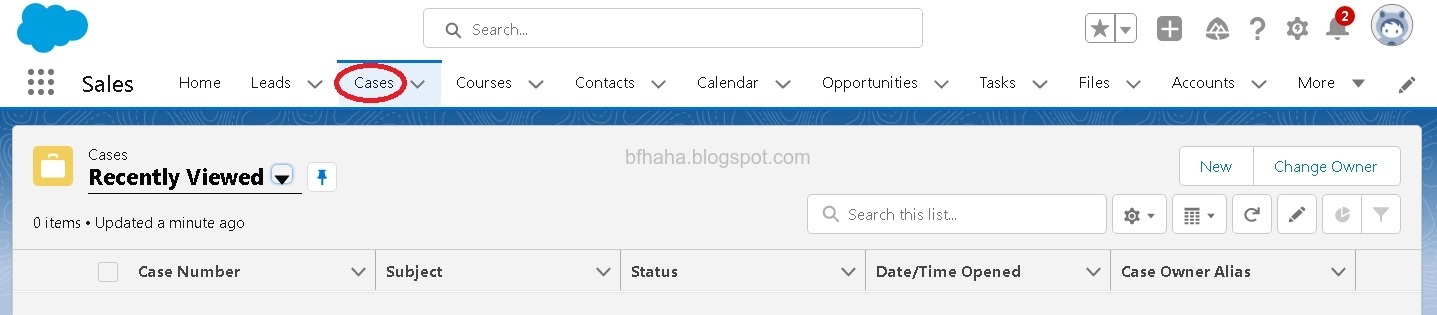 Search...
2
Sales Home Leads Cases Courses Contacts Calendar Opportunities Tasks Files Accounts More
Cases
Recently Viewed
bfhaha.blogspot.com
New Change Owner
0 items • Updated a minute ago
Search this list...
Case Number Subject Status Date/Time Opened Case Owner Alias